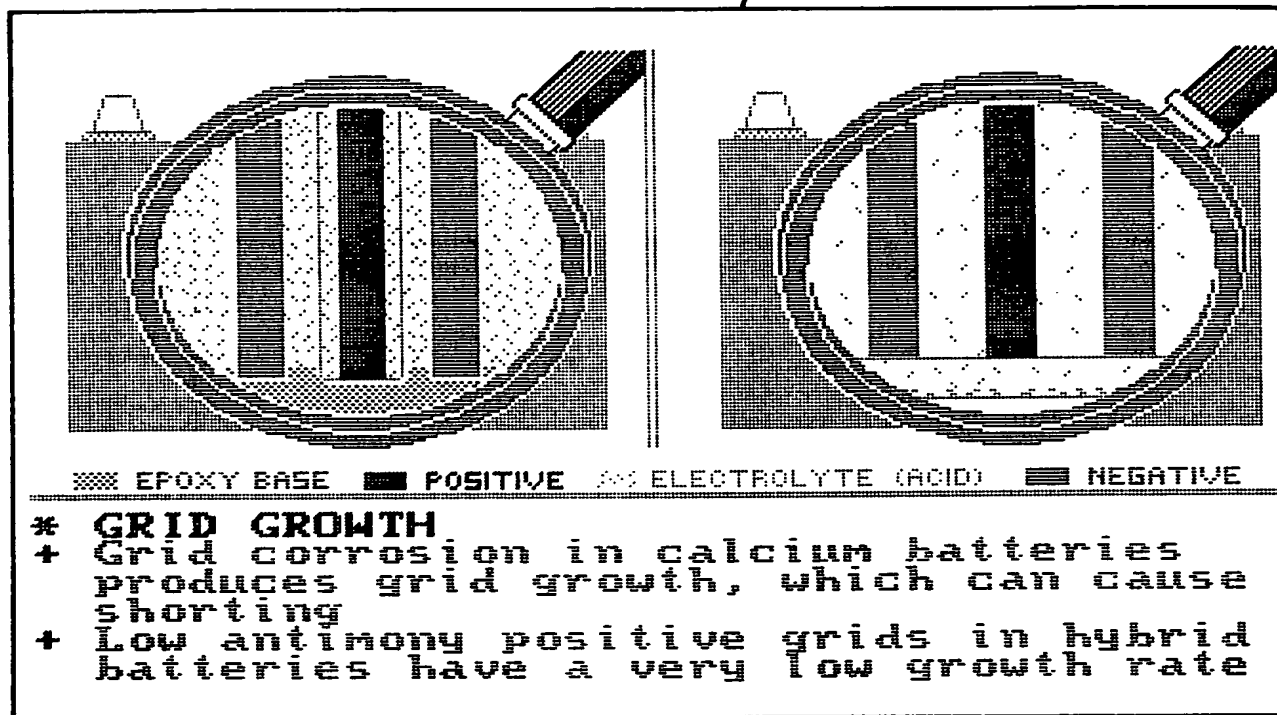 EPOXY BASE POSITIVE ELECTROLYTE (ACID) NEGATIVE
* GRID GROWTH
+ Grid corrosion in calcium batteries
produces grid growth, which can cause
shorting
+ Low antimony positive grids in hybrid
batteries have a very low growth rate